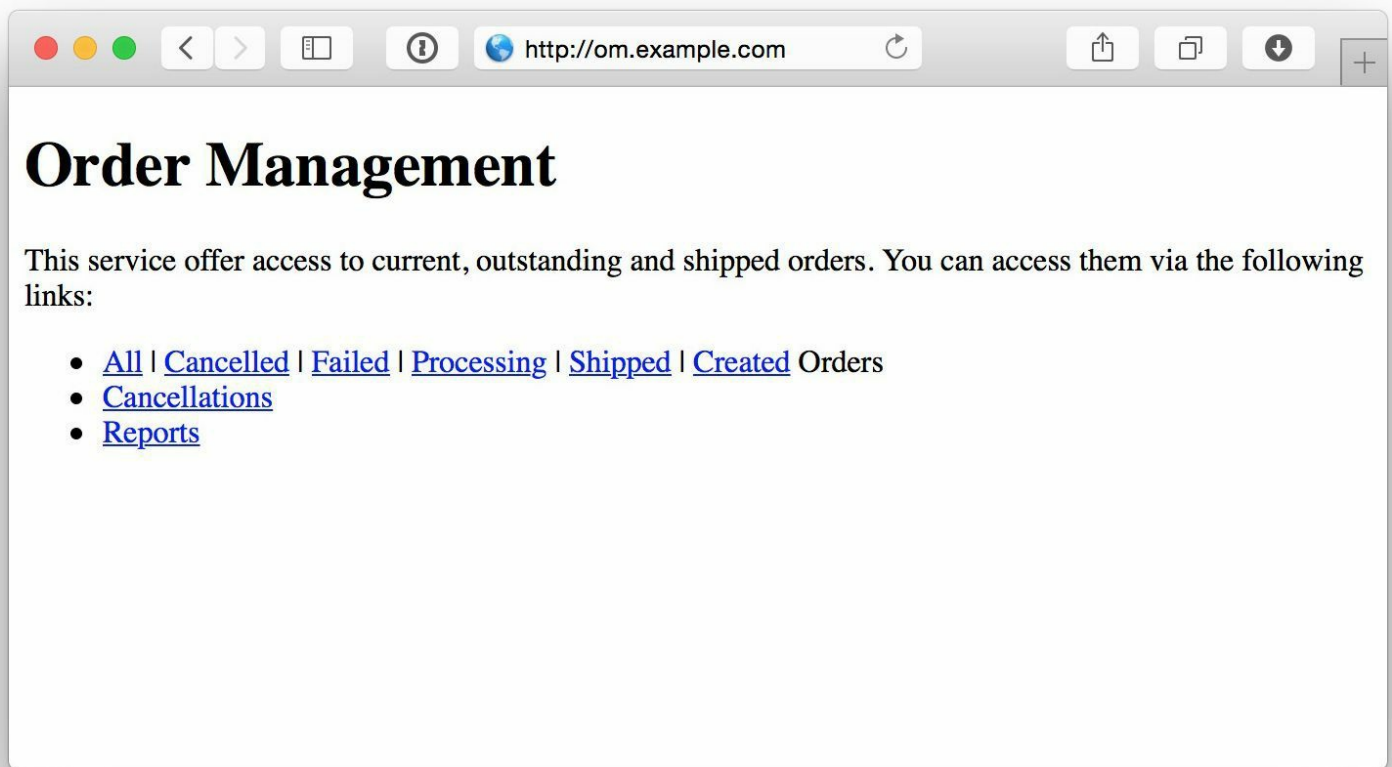 http://om.example.com
Order Management
This service offer access to current, outstanding and shipped orders. You can access them via the following
links:
• All | Cancelled | Failed | Processing | Shipped | Created Orders
• Cancellations
• Reports